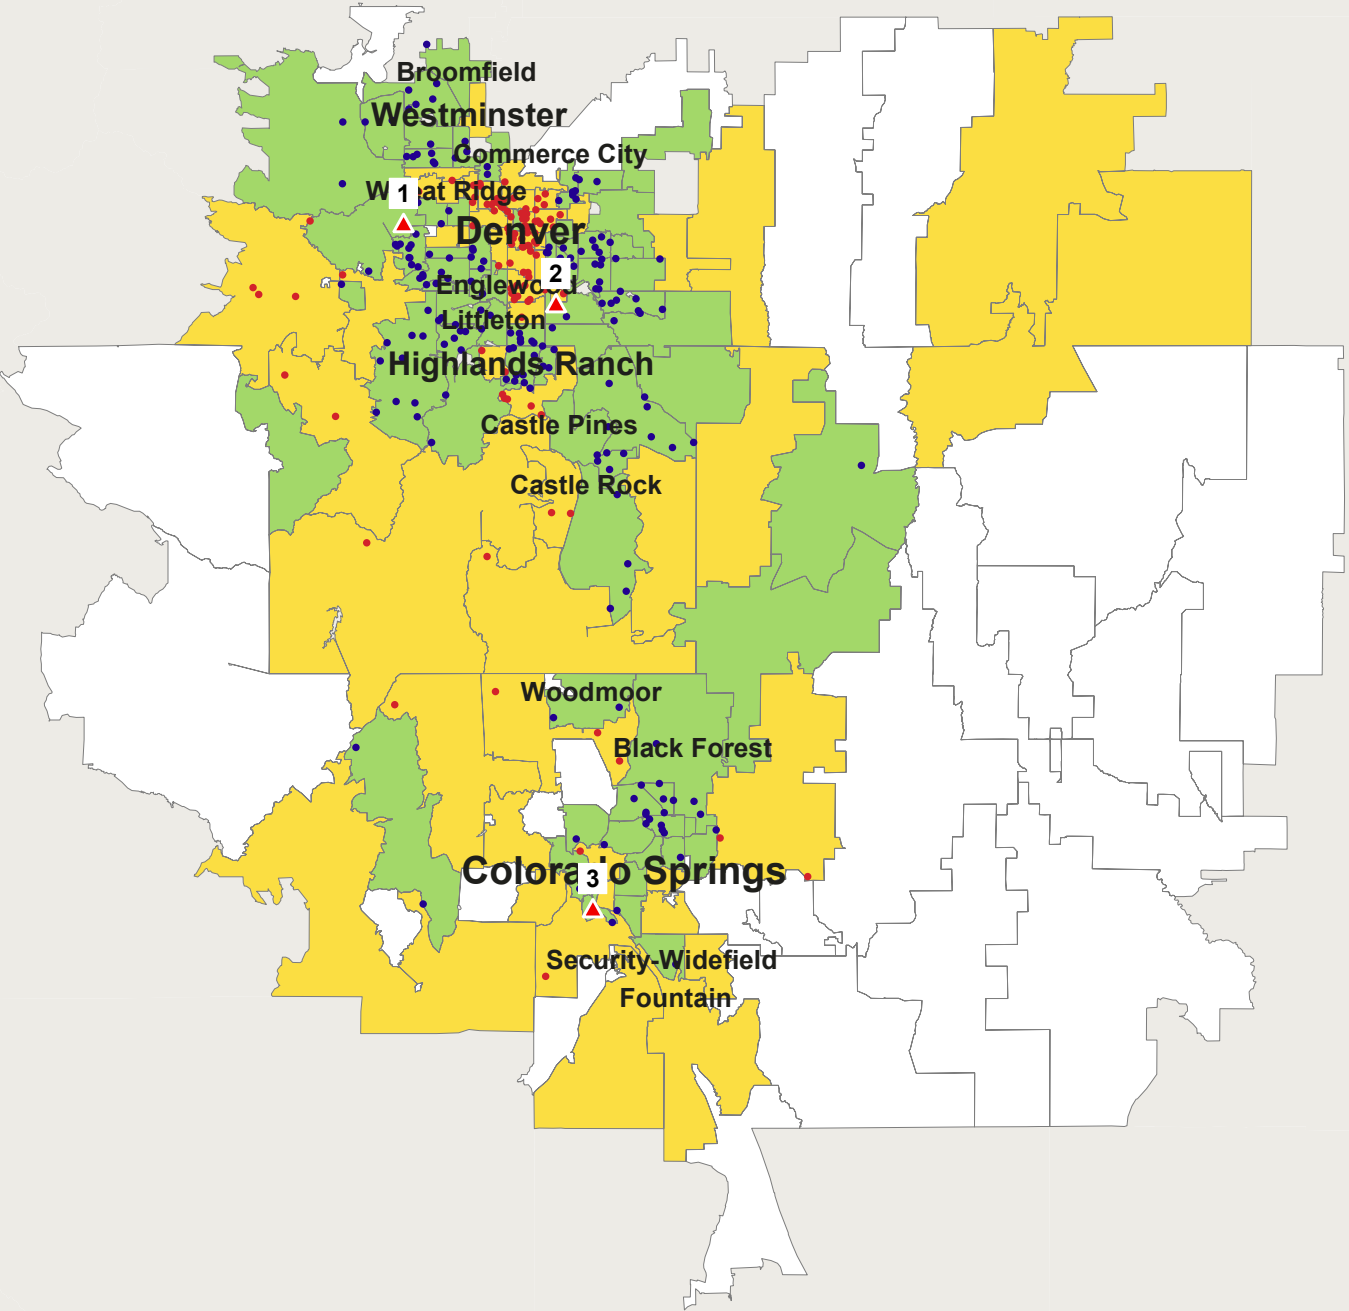 Broomfield
Westminster
Commerce City
1
W at Ridge
Denver
2
Englewood
Littleton
Highlands Ranch
Castle Pines
Castle Rock
Woodmoor
Black Forest
Colorado Springs
3
Security-Widefield
Fountain